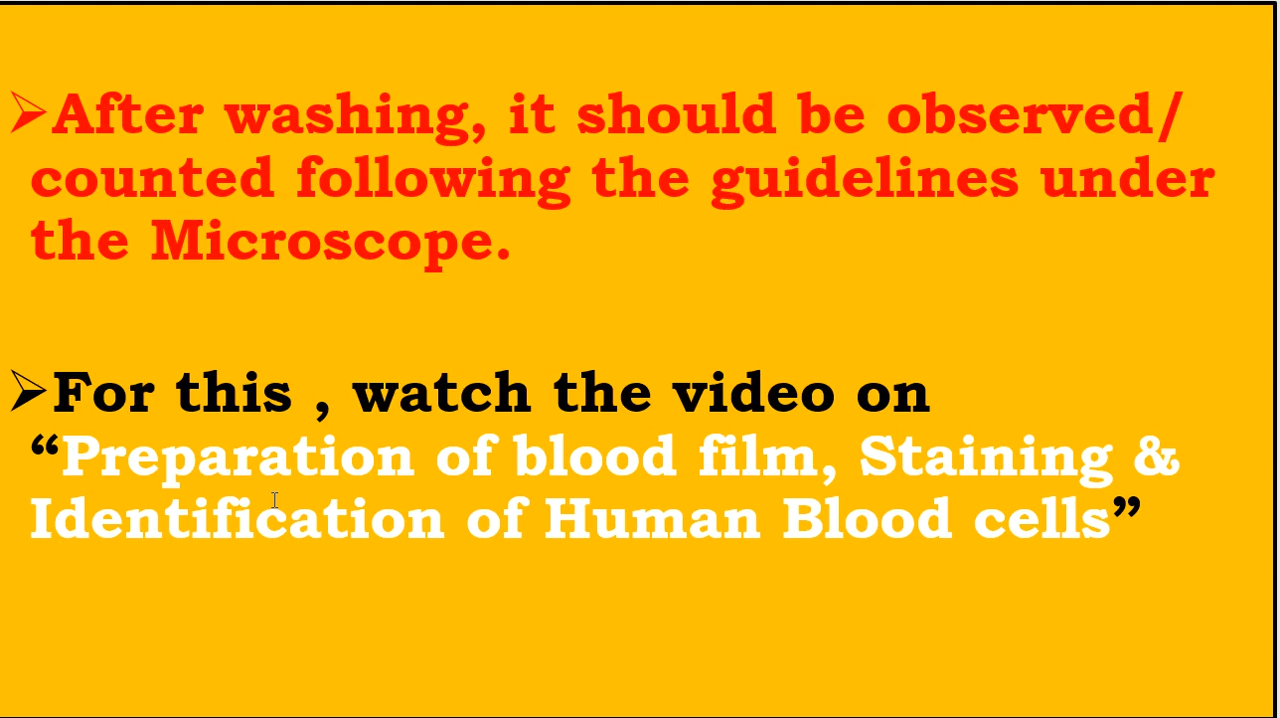 ➢After washing, it should be observed/
counted following the guidelines under
the Microscope.
➢For this , watch the video on
“Preparation of blood film, Staining &
Identification of Human Blood cells”